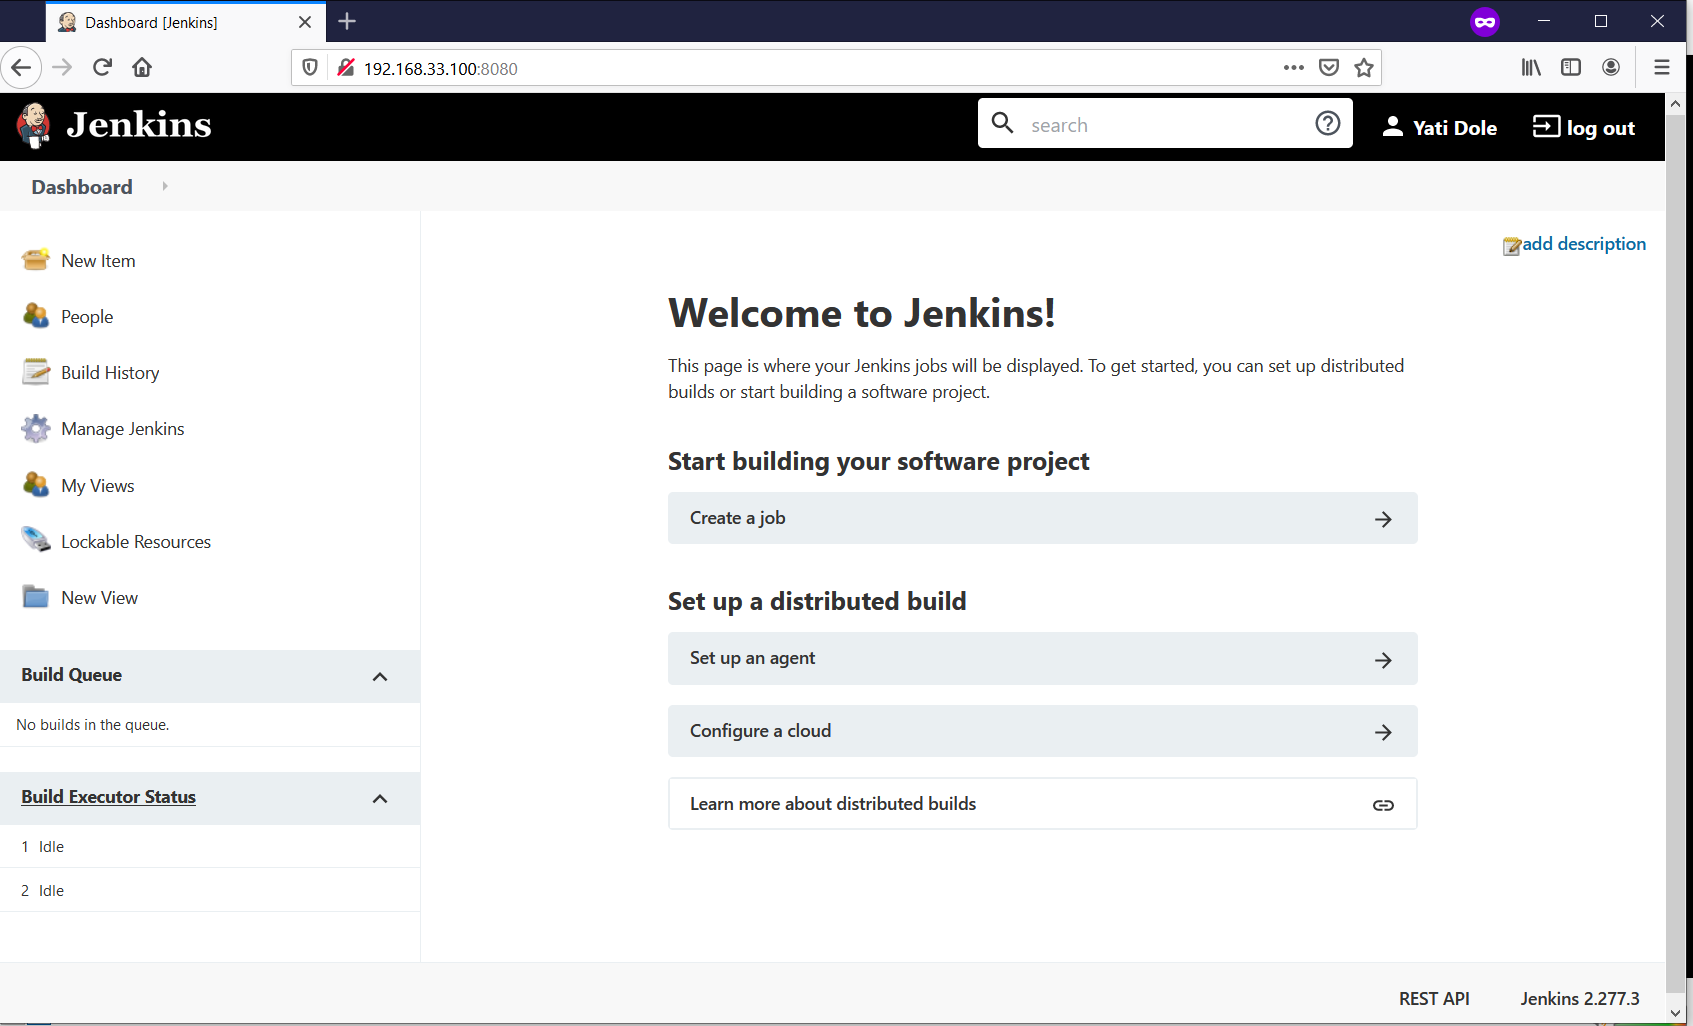 Dashboard [Jenkins]
192.168.33.100:8080
Jenkins
search
Yati Dole
log out
Dashboard
add description
New Item
People
Build History
Manage Jenkins
My Views
Lockable Resources
New View
Build Queue
No builds in the queue.
Build Executor Status
1 Idle
2 Idle
Welcome to Jenkins!
This page is where your Jenkins jobs will be displayed. To get started, you can set up distributed
builds or start building a software project.
Start building your software project
Create a job
Set up a distributed build
Set up an agent
Configure a cloud
Learn more about distributed builds
REST API
Jenkins 2.277.3